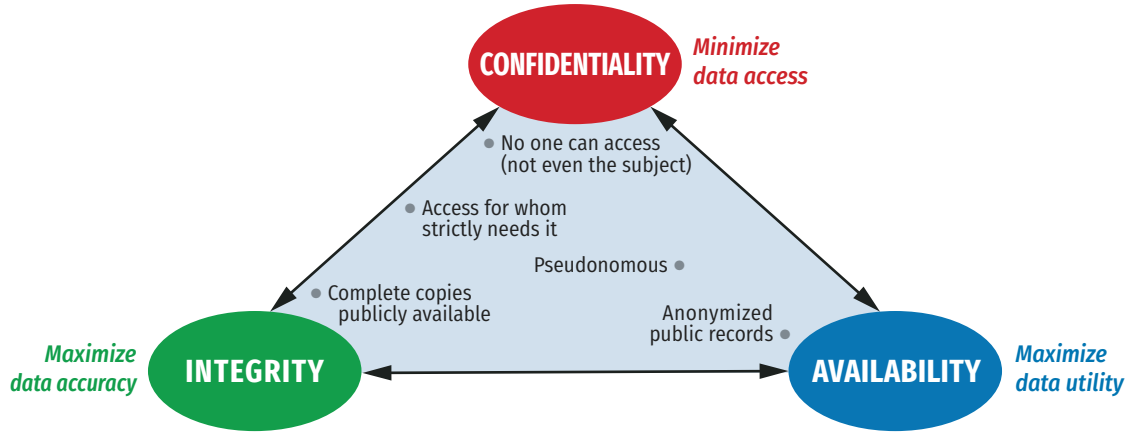 CONFIDENTIALITY
Minimize
data access
No one can access
(not even the subject)
Access for whom
strictly needs it
Pseudonomous
Complete copies
publicly available
Anonymized
public records
Maximize
data accuracy
INTEGRITY
AVAILABILITY
Maximize
data utility